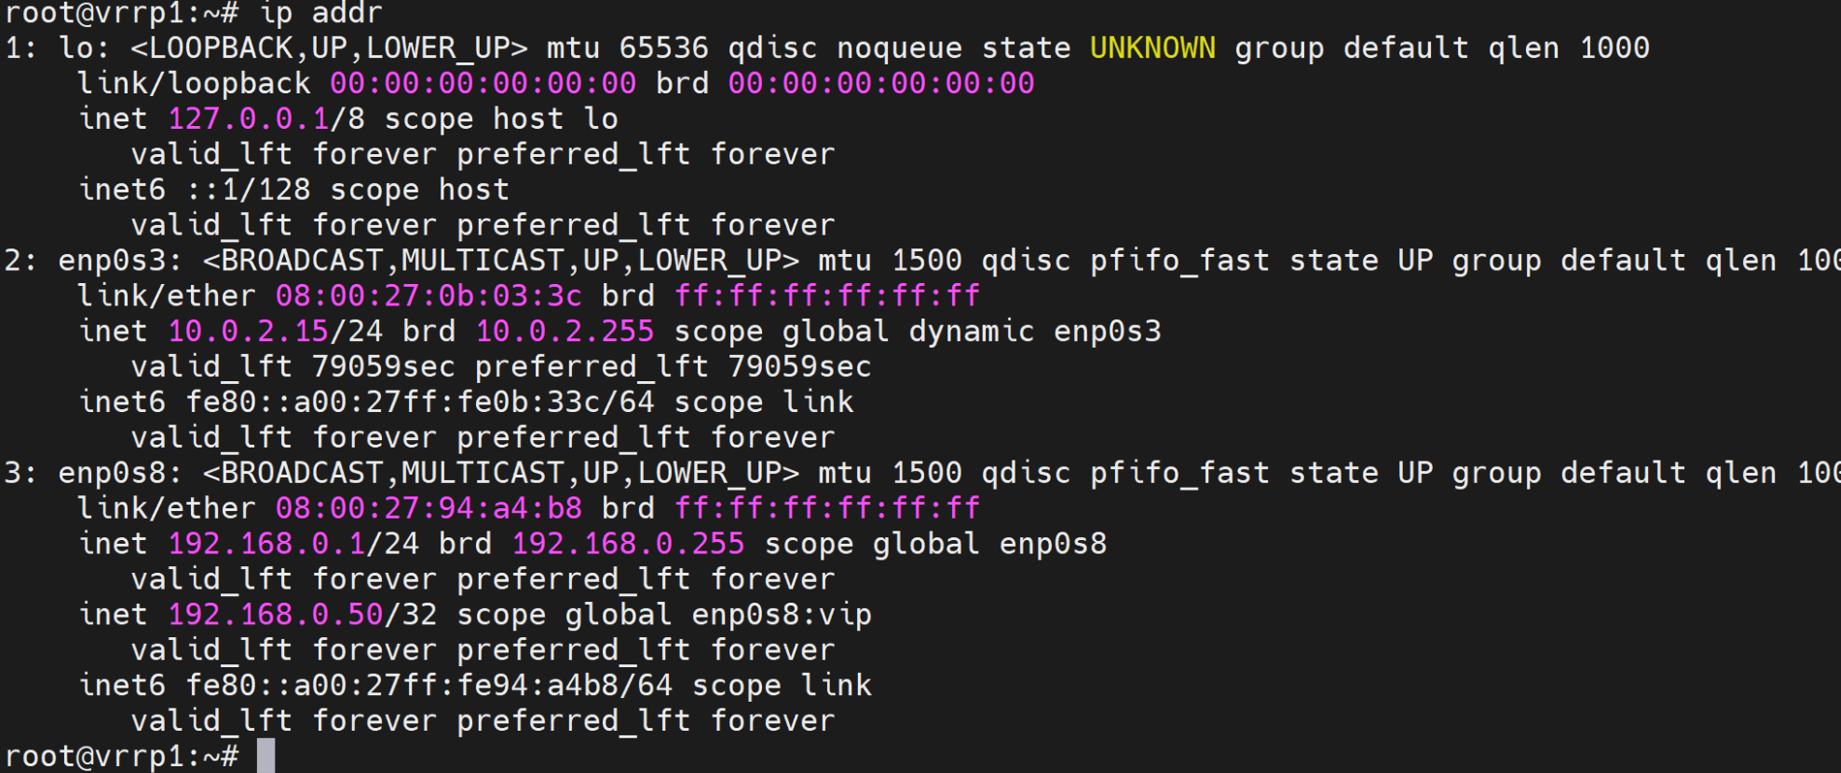 root@vrrp1:~# ip addr
1: lo: <LOOPBACK,UP,LOWER_UP> mtu 65536 qdisc noqueue state UNKNOWN group default qlen 1000
    link/loopback 00:00:00:00:00:00 brd 00:00:00:00:00:00
    inet 127.0.0.1/8 scope host lo
       valid_lft forever preferred_lft forever
    inet6 ::1/128 scope host
       valid_lft forever preferred_lft forever
2: enp0s3: <BROADCAST,MULTICAST,UP,LOWER_UP> mtu 1500 qdisc pfifo_fast state UP group default qlen 100
    link/ether 08:00:27:0b:03:3c brd ff:ff:ff:ff:ff:ff
    inet 10.0.2.15/24 brd 10.0.2.255 scope global dynamic enp0s3
       valid_lft 79059sec preferred_lft 79059sec
    inet6 fe80::a00:27ff:fe0b:33c/64 scope link
       valid_lft forever preferred_lft forever
3: enp0s8: <BROADCAST,MULTICAST,UP,LOWER_UP> mtu 1500 qdisc pfifo_fast state UP group default qlen 100
    link/ether 08:00:27:94:a4:b8 brd ff:ff:ff:ff:ff:ff
    inet 192.168.0.1/24 brd 192.168.0.255 scope global enp0s8
       valid_lft forever preferred_lft forever
    inet 192.168.0.50/32 scope global enp0s8:vip
       valid_lft forever preferred_lft forever
    inet6 fe80::a00:27ff:fe94:a4b8/64 scope link
       valid_lft forever preferred_lft forever
root@vrrp1:~#